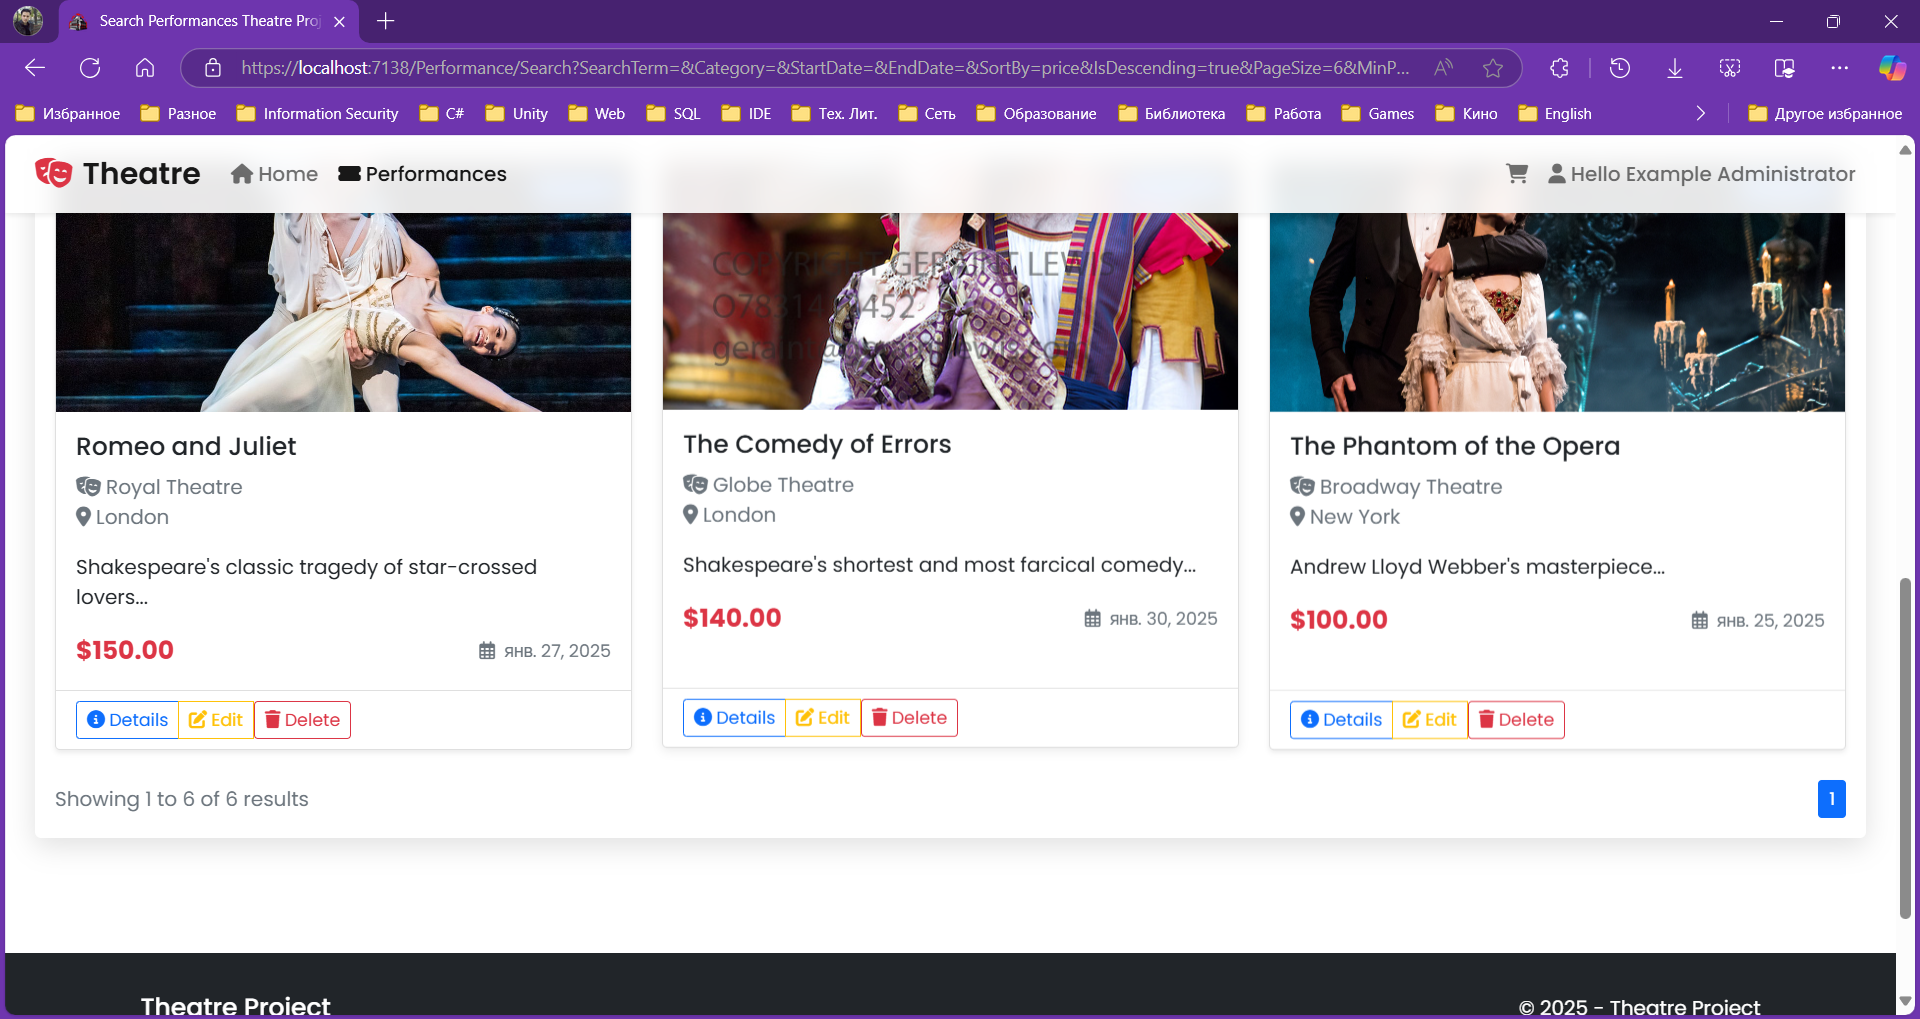 Search Performances Theatre Proj
https://localhost:7138/Performance/Search?SearchTerm=&Category=&StartDate=&EndDate=&SortBy=price&IsDescending=true&PageSize=6&MinP...
Избранное Разное Information Security C# Unity Web SQL IDE Тех. Лит. Сеть Образование Библиотека Работа Games Кино English Другое избранное
Theatre Home Performances Hello Example Administrator
COPYRIGHT GERAINT LEWIS
Romeo and Juliet
Royal Theatre
London
Shakespeare's classic tragedy of star-crossed
lovers...
$150.00 янв. 27, 2025
Details Edit Delete
The Comedy of Errors
Globe Theatre
London
Shakespeare's shortest and most farcical comedy...
$140.00 янв. 30, 2025
Details Edit Delete
The Phantom of the Opera
Broadway Theatre
New York
Andrew Lloyd Webber's masterpiece...
$100.00 янв. 25, 2025
Details Edit Delete
Showing 1 to 6 of 6 results
1
Theatre Project
© 2025 - Theatre Project